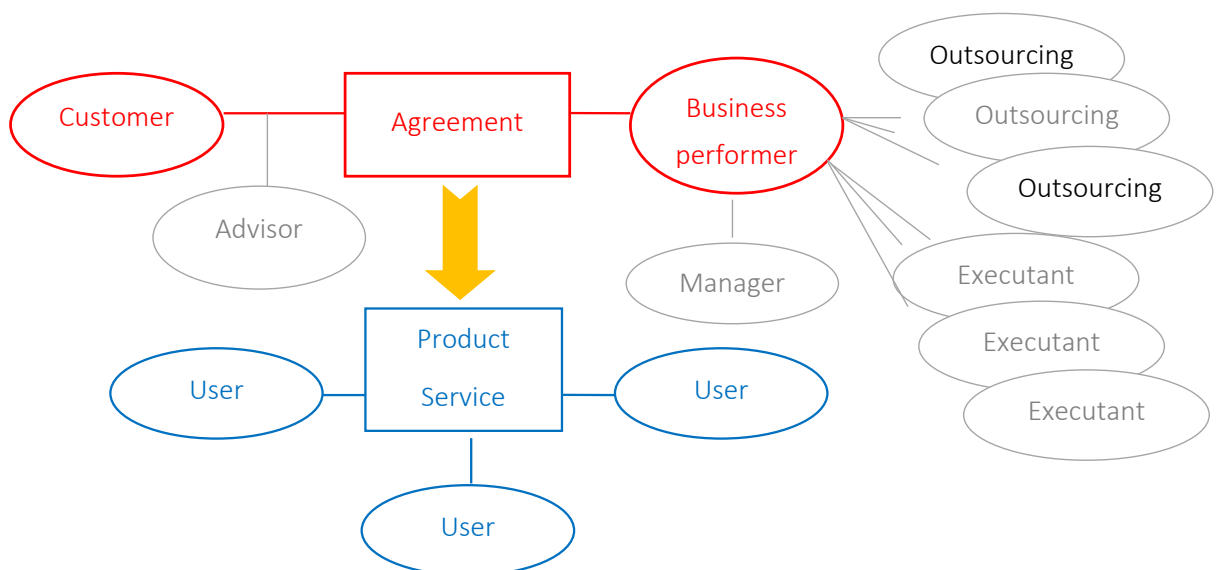 Outsourcing
Customer
Agreement
Business
performer
Outsourcing
Outsourcing
Advisor
Manager
Executant
Product
Service
Executant
User
User
Executant
User